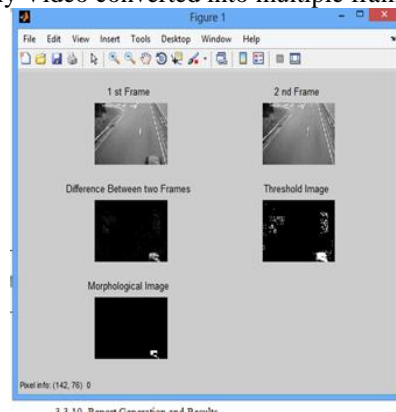 y video converted into multiple fram
Figure 1
File Edit View Insert Tools Desktop Window Help
1 st Frame
2 nd Frame
Difference Between two Frames
Threshold Image
Morphological Image
Pixel info: (142, 76) 0
3.3.10 Report Generation and Results